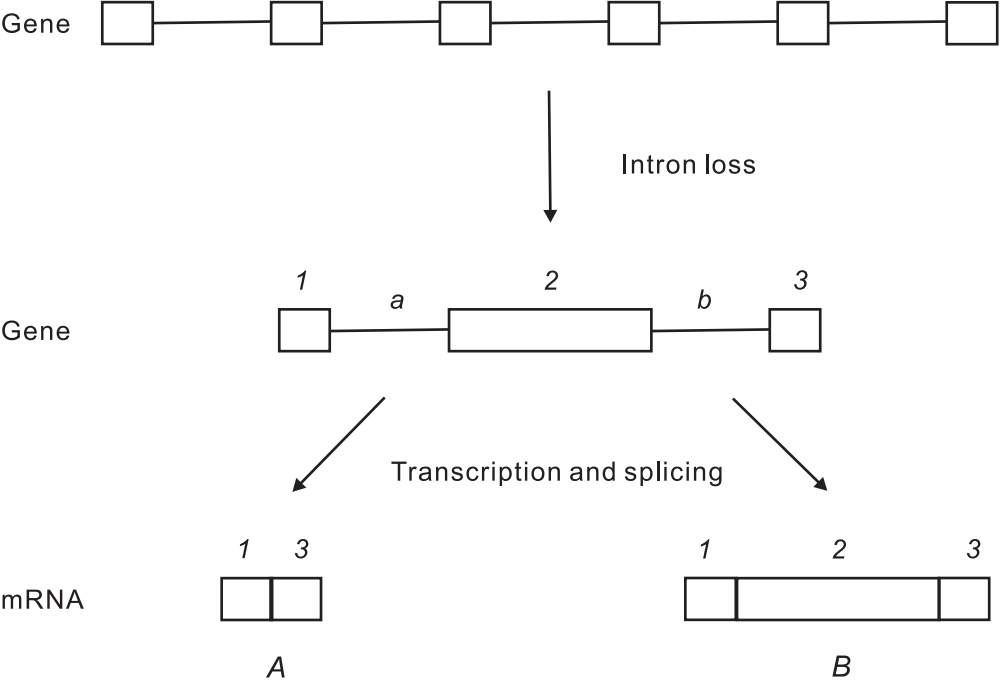 Gene
Intron loss
1 2 3
a b
Gene
Transcription and splicing
1 3 1 2 3
mRNA
A B